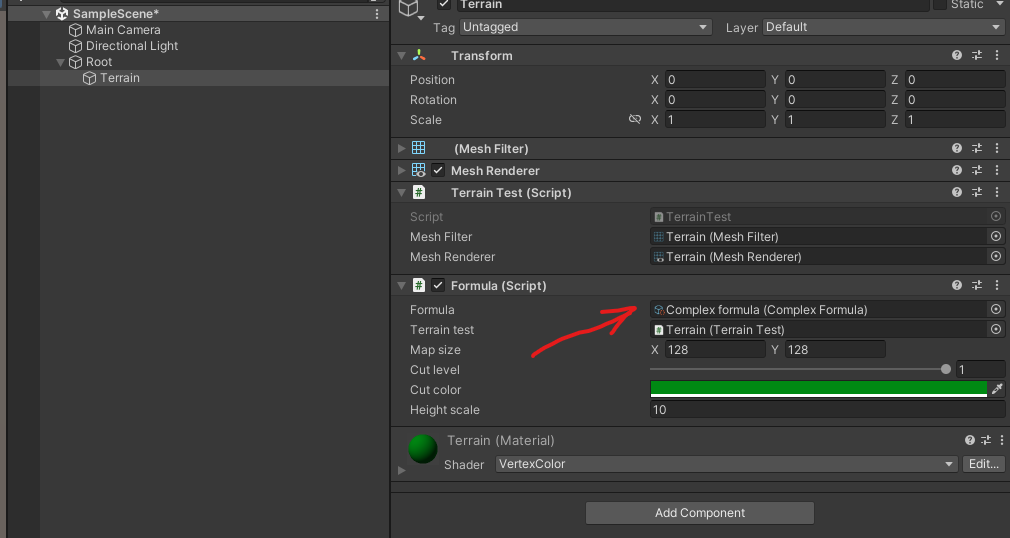 SampleScene*
Main Camera
Directional Light
Root
Terrain
Terrain
Static
Tag Untagged Layer Default
Transform
Position X 0 Y 0 Z 0
Rotation X 0 Y 0 Z 0
Scale X 1 Y 1 Z 1
(Mesh Filter)
Mesh Renderer
# Terrain Test (Script)
Script # TerrainTest
Mesh Filter Terrain (Mesh Filter)
Mesh Renderer Terrain (Mesh Renderer)
# Formula (Script)
Formula Complex formula (Complex Formula)
Terrain test # Terrain (Terrain Test)
Map size X 128 Y 128
Cut level 1
Cut color
Height scale 10
Terrain (Material)
Shader VertexColor Edit...
Add Component